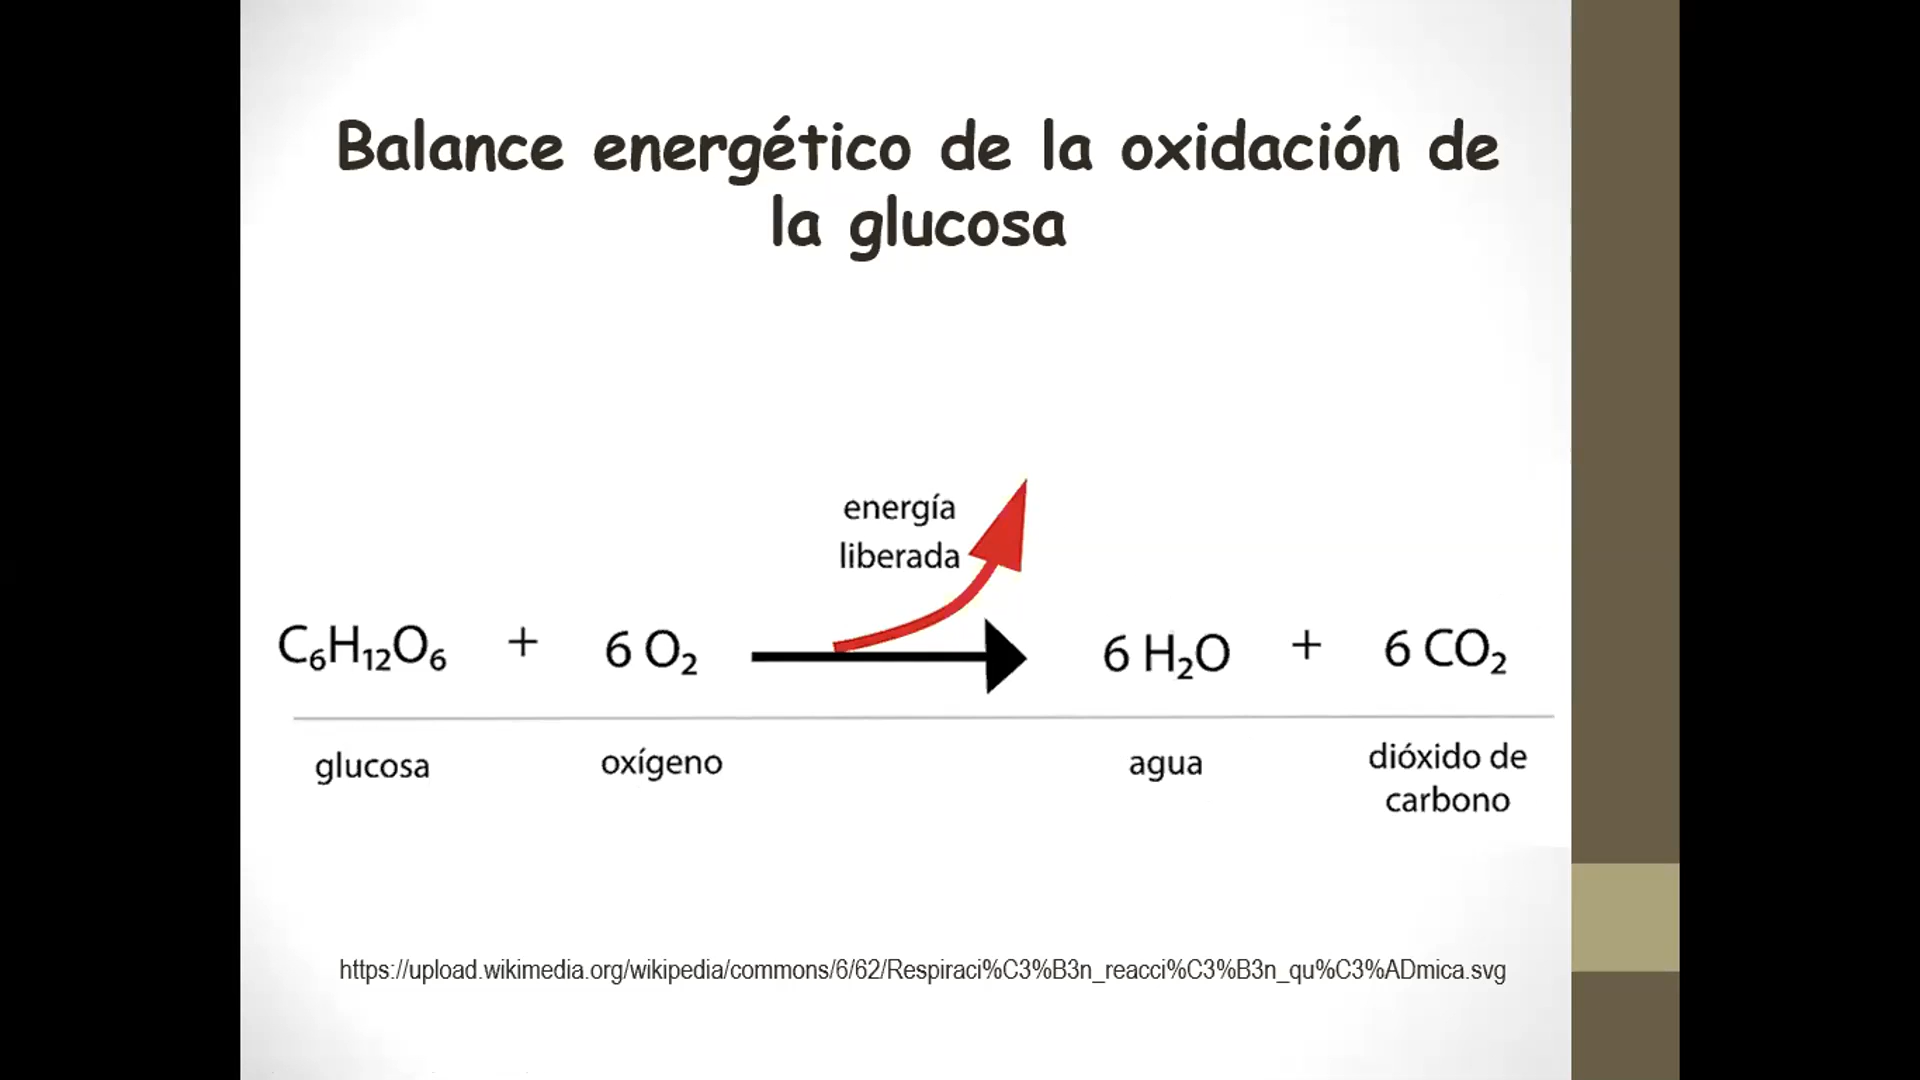 Balance energético de la oxidación de
la glucosa
energía
liberada
C₆H₁₂O₆ + 6 O₂ 6 H₂O + 6 CO₂
glucosa oxígeno agua dióxido de
carbono
https://upload.wikimedia.org/wikipedia/commons/6/62/Respiraci%C3%B3n_reacci%C3%B3n_qu%C3%ADmica.svg